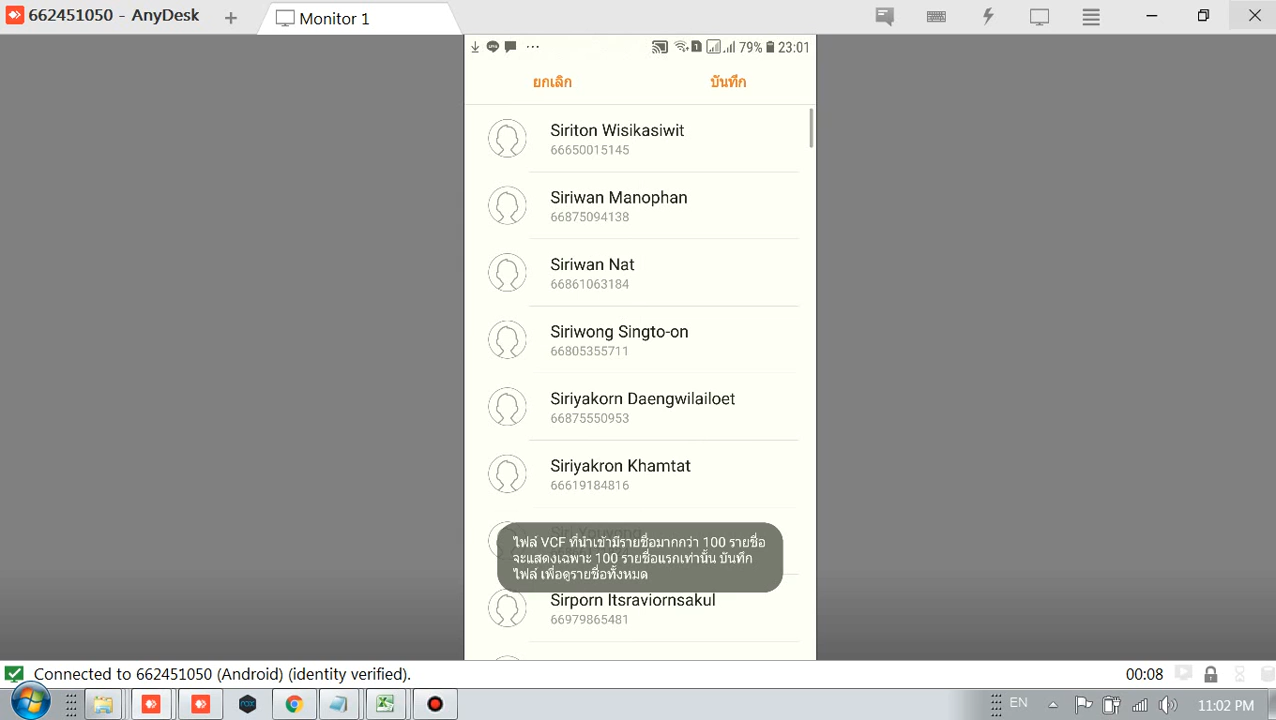 662451050 - AnyDesk
Monitor 1
79% 23:01
ยกเลิก บันทึก
Siriton Wisikasiwit
66650015145
Siriwan Manophan
66875094138
Siriwan Nat
66861063184
Siriwong Singto-on
66805355711
Siriyakorn Daengwilailoet
66875550953
Siriyakron Khamtat
66619184816
ไฟล์ VCF ที่นำเข้ามีรายชื่อมากกว่า 100 รายชื่อ
จะแสดงเฉพาะ 100 รายชื่อแรกเท่านั้น บันทึก
ไฟล์ เพื่อดูรายชื่อทั้งหมด
Sirporn Itsraviornsakul
66979865481
Connected to 662451050 (Android) (identity verified). 00:08
EN 11:02 PM